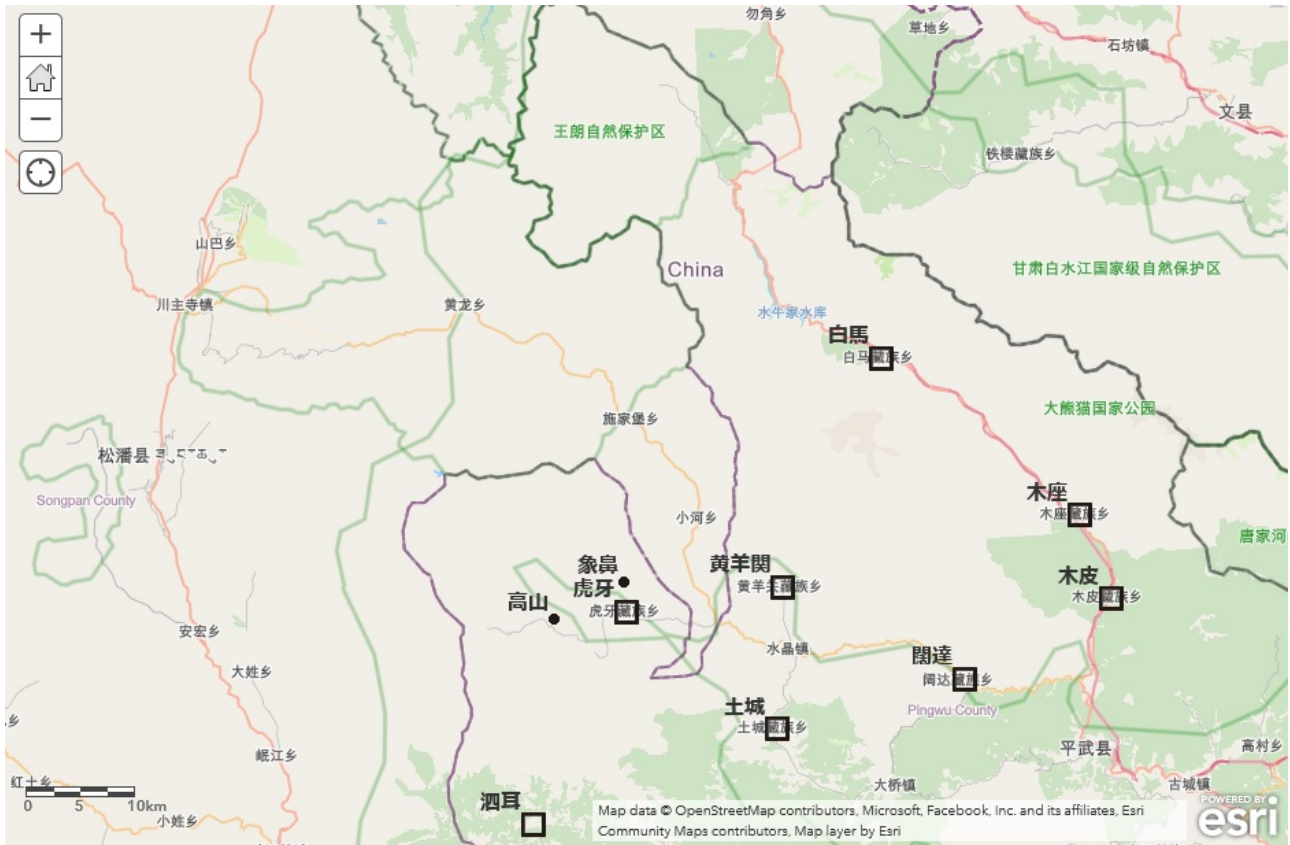 +
−
勿角乡
草地乡
石坊镇
文县
王朗自然保护区
铁楼藏族乡
山巴乡
China
甘肃白水江国家级自然保护区
川主寺镇
黄龙乡
水牛家水库
白馬
白马藏族乡
大熊猫国家公园
施家堡乡
松潘县
Songpan County
木座
木座藏族乡
小河乡
唐家河
象鼻
虎牙
虎牙藏族乡
黄羊関
黄羊关藏族乡
木皮
木皮藏族乡
高山
安宏乡
水晶镇
大姓乡
闊達
阔达藏族乡
Pingwu County
土城
土城藏族乡
乡
岷江乡
平武县
高村乡
红土乡
0 5 10km
小姓乡
大桥镇
古城镇
泗耳
Map data © OpenStreetMap contributors, Microsoft, Facebook, Inc. and its affiliates, Esri
Community Maps contributors, Map layer by Esri
POWERED BY
esri